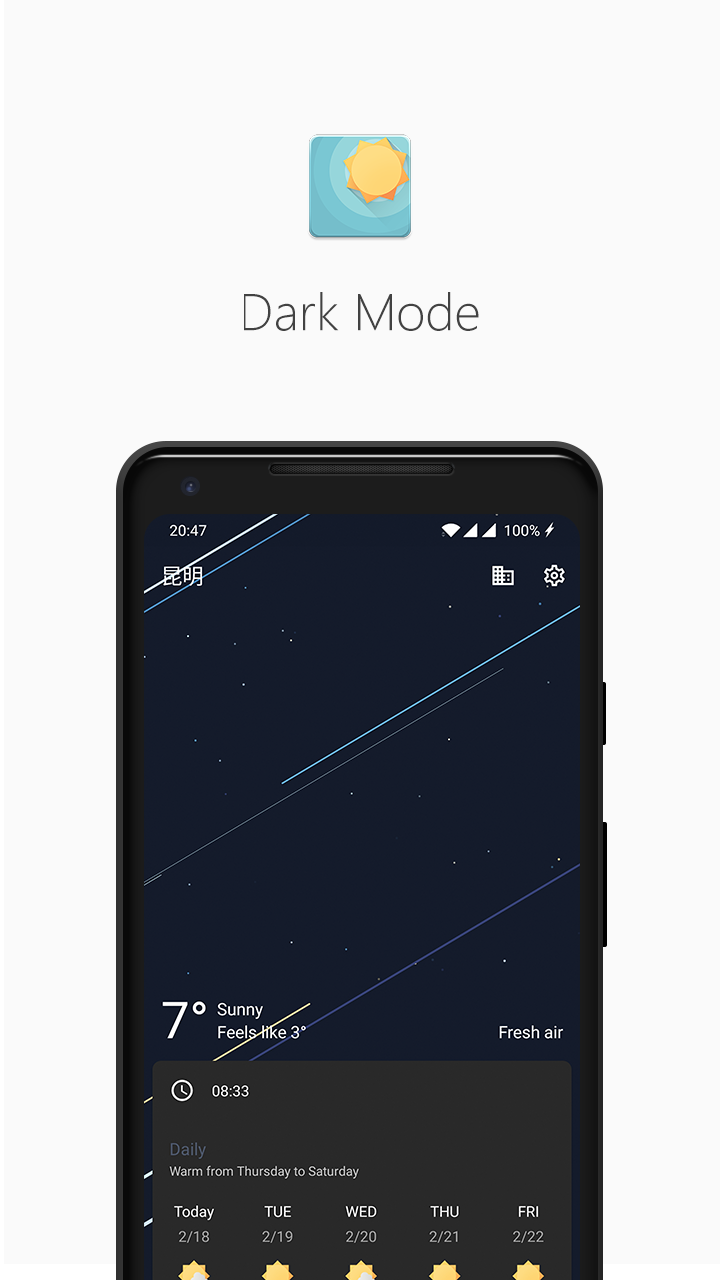 Dark Mode
20:47 100%
昆明
7° Sunny
Feels like 3° Fresh air
08:33
Daily
Warm from Thursday to Saturday
Today TUE WED THU FRI
2/18 2/19 2/20 2/21 2/22